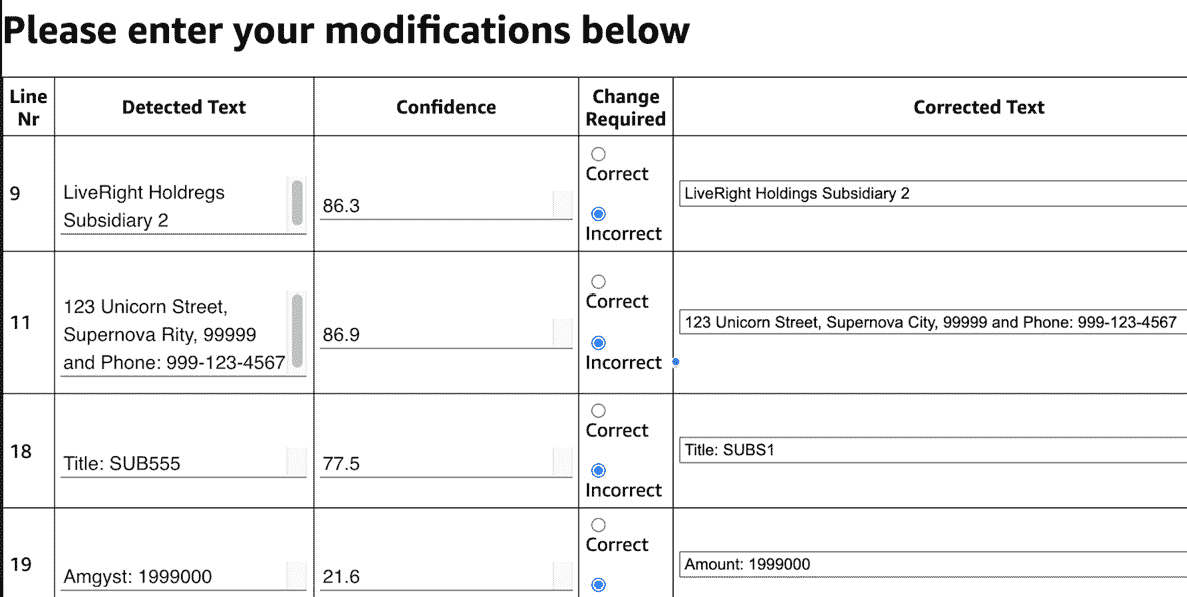 Please enter your modifications below
Line Nr Detected Text Confidence Change Required Corrected Text
9 LiveRight Holdregs Subsidiary 2 86.3 Correct Incorrect LiveRight Holdings Subsidiary 2
11 123 Unicorn Street, Supernova Rity, 99999 and Phone: 999-123-4567 86.9 Correct Incorrect 123 Unicorn Street, Supernova City, 99999 and Phone: 999-123-4567
18 Title: SUB555 77.5 Correct Incorrect Title: SUBS1
19 Amgyst: 1999000 21.6 Correct Amount: 1999000